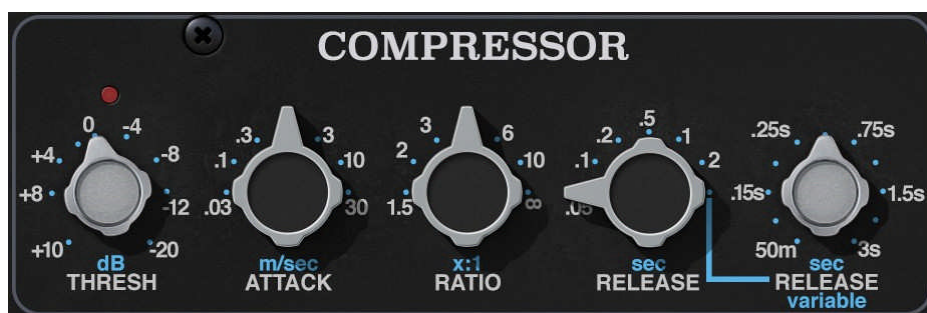 COMPRESSOR
0 -4 .3 3 3 6 .5 .25s .75s
+4 -8 .1 10 2 10 .2 1 .1 2
+8 -12 .03 30 1.5 ∞ .05 .15s 1.5s
+10 -20 50m 3s
dB m/sec x:1 sec sec
THRESH ATTACK RATIO RELEASE RELEASE
variable